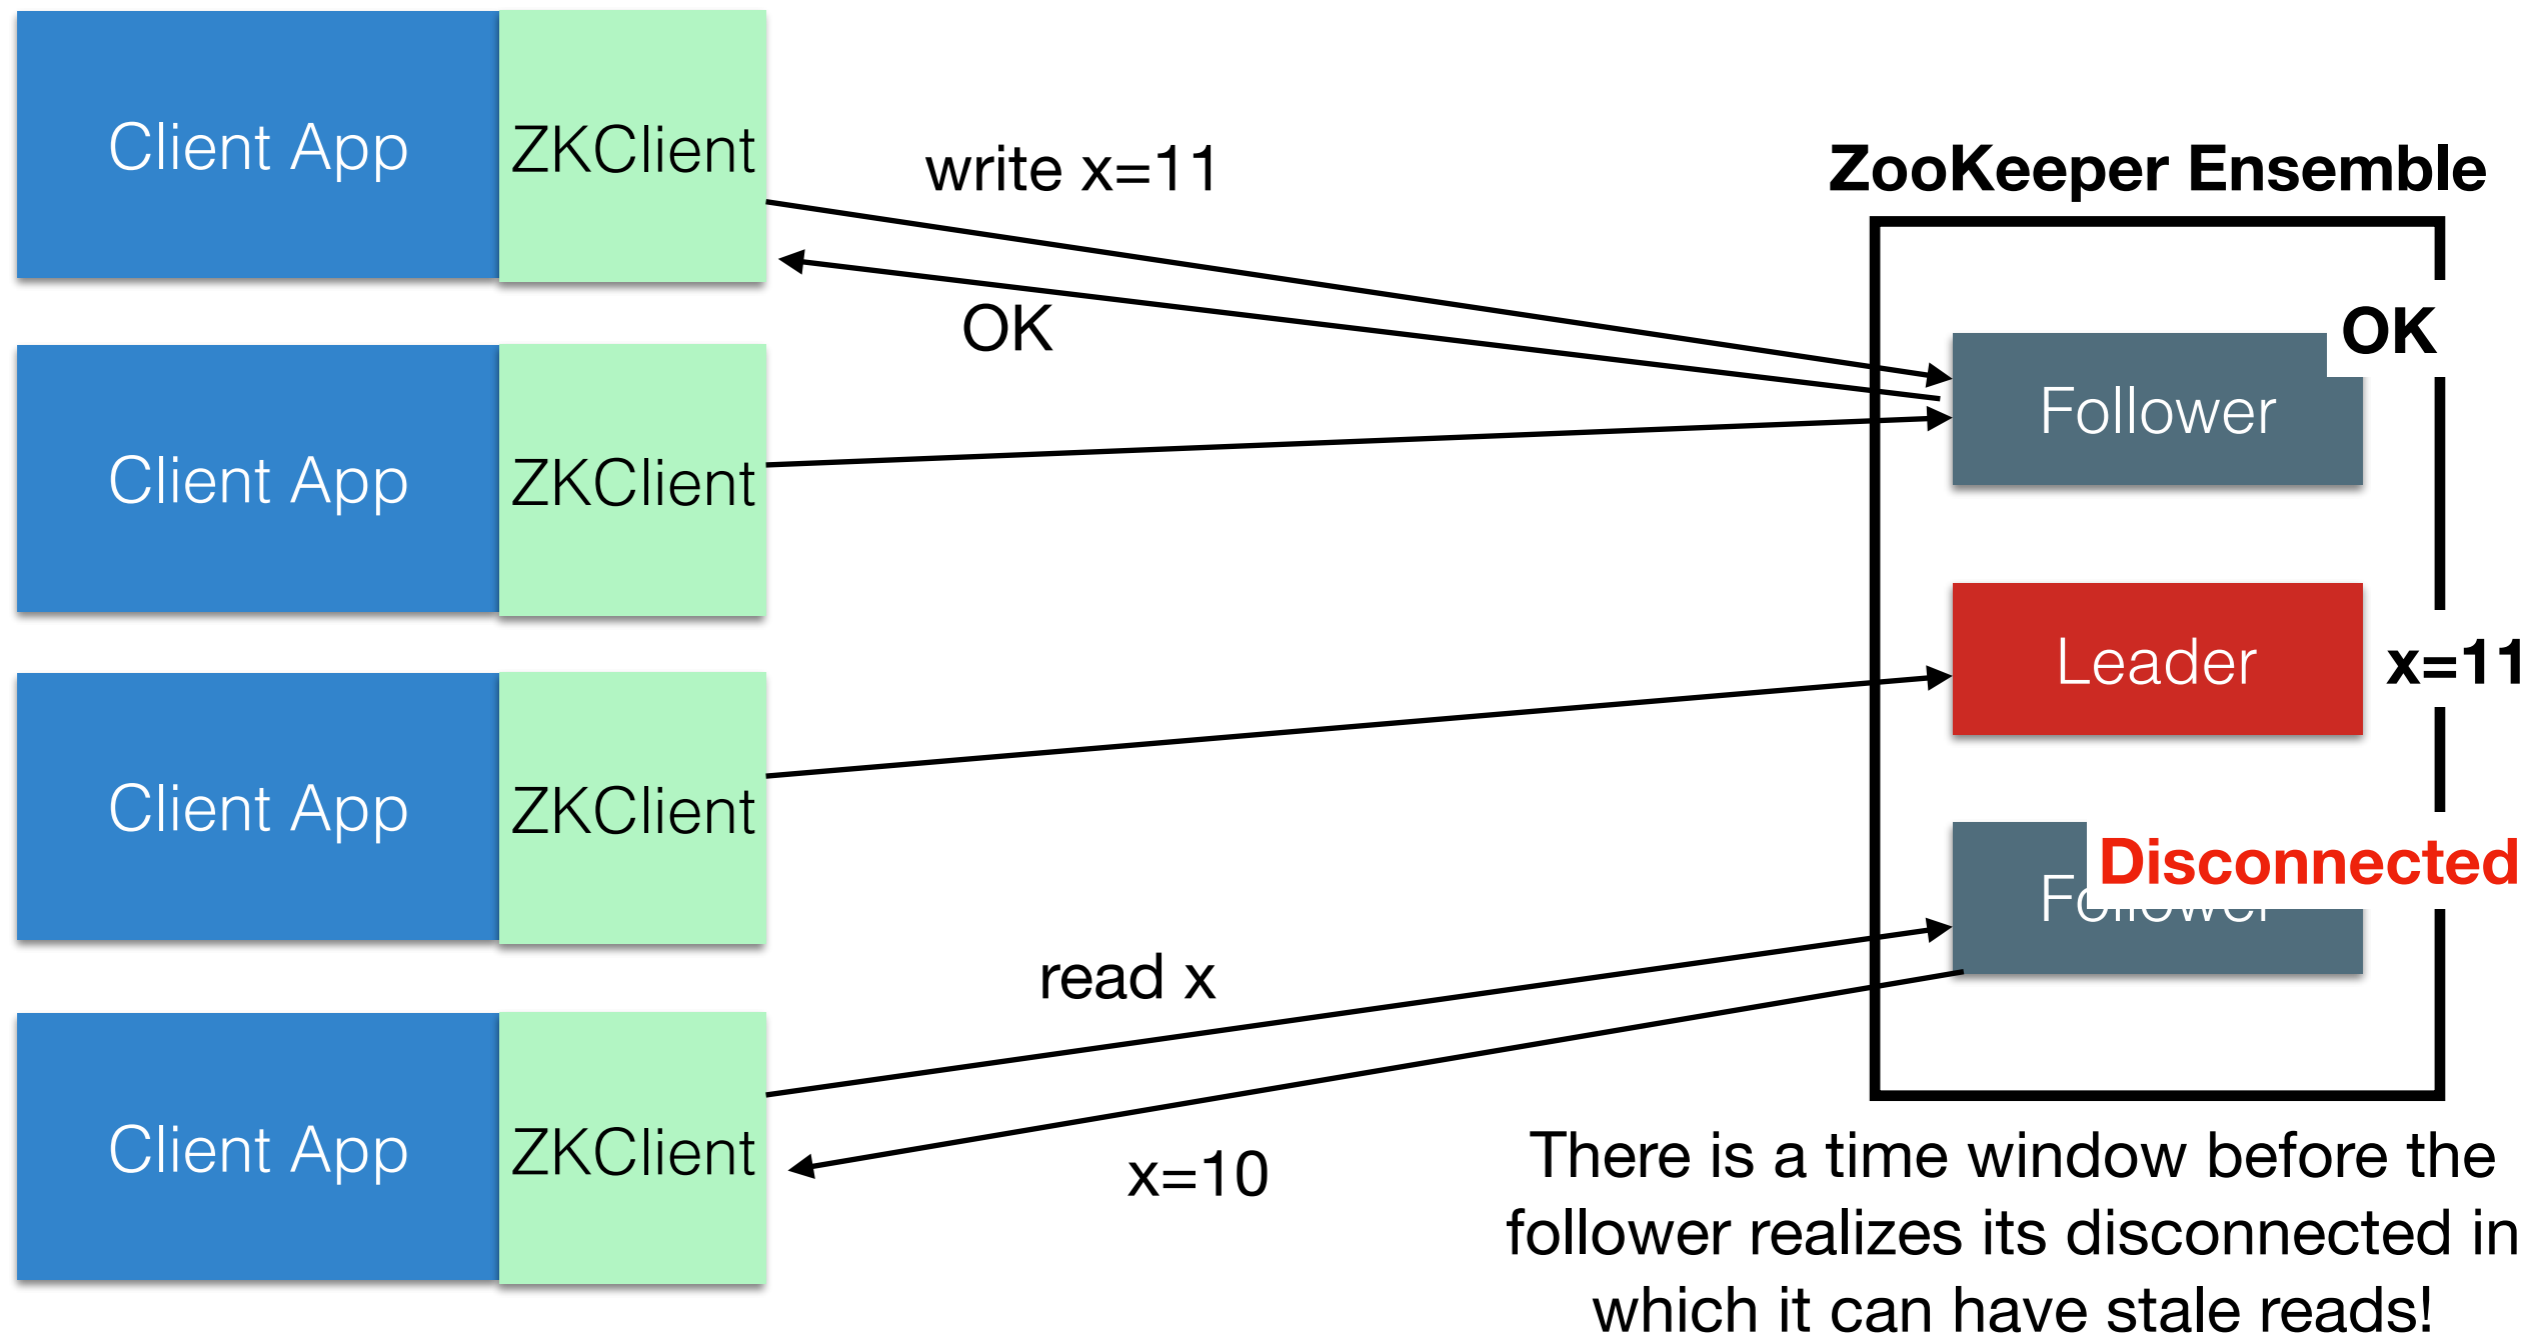 Client App
ZKClient
write x=11
OK
ZooKeeper Ensemble
OK
Follower
Client App
ZKClient
Leader
x=11
Client App
ZKClient
Disconnected
Follower
read x
Client App
ZKClient
x=10
There is a time window before the
follower realizes its disconnected in
which it can have stale reads!